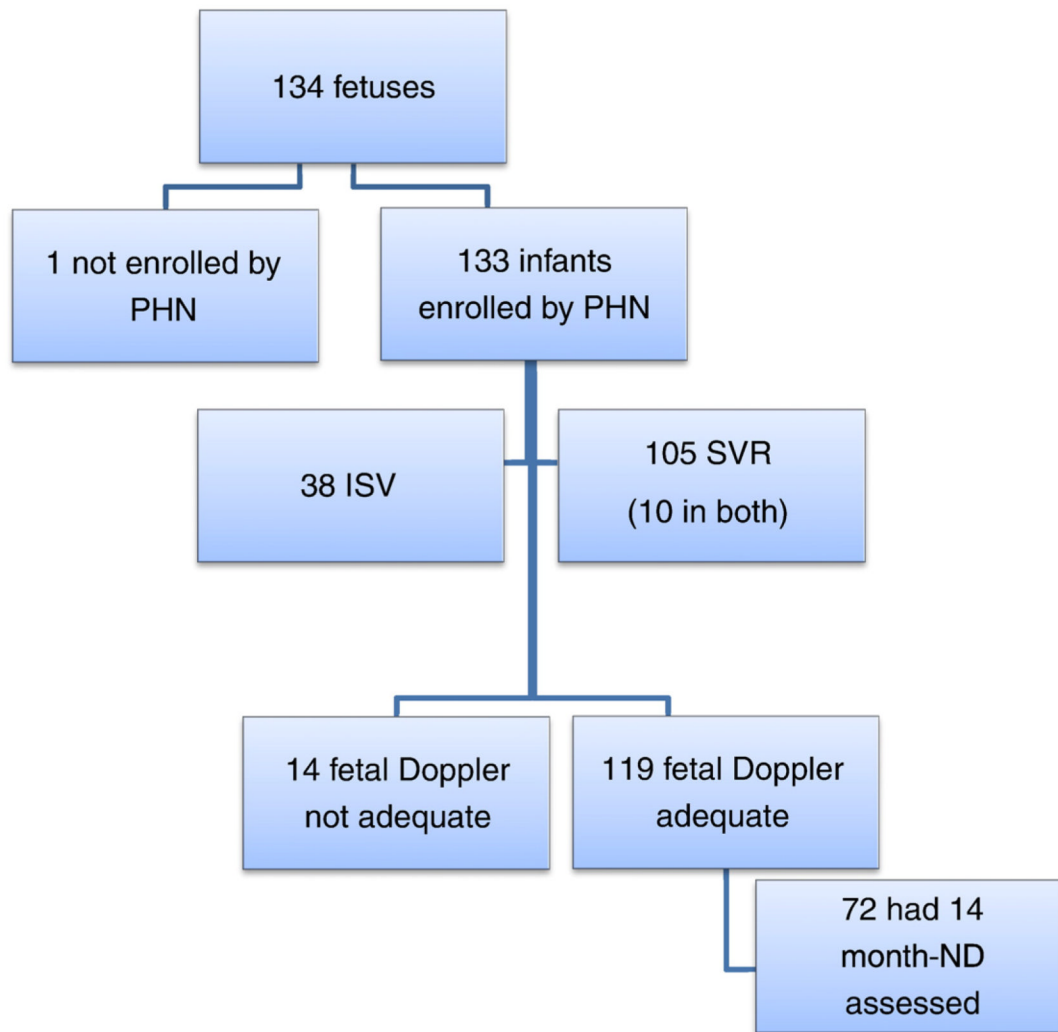 134 fetuses
1 not enrolled by
PHN
133 infants
enrolled by PHN
38 ISV
105 SVR
(10 in both)
14 fetal Doppler
not adequate
119 fetal Doppler
adequate
72 had 14
month-ND
assessed